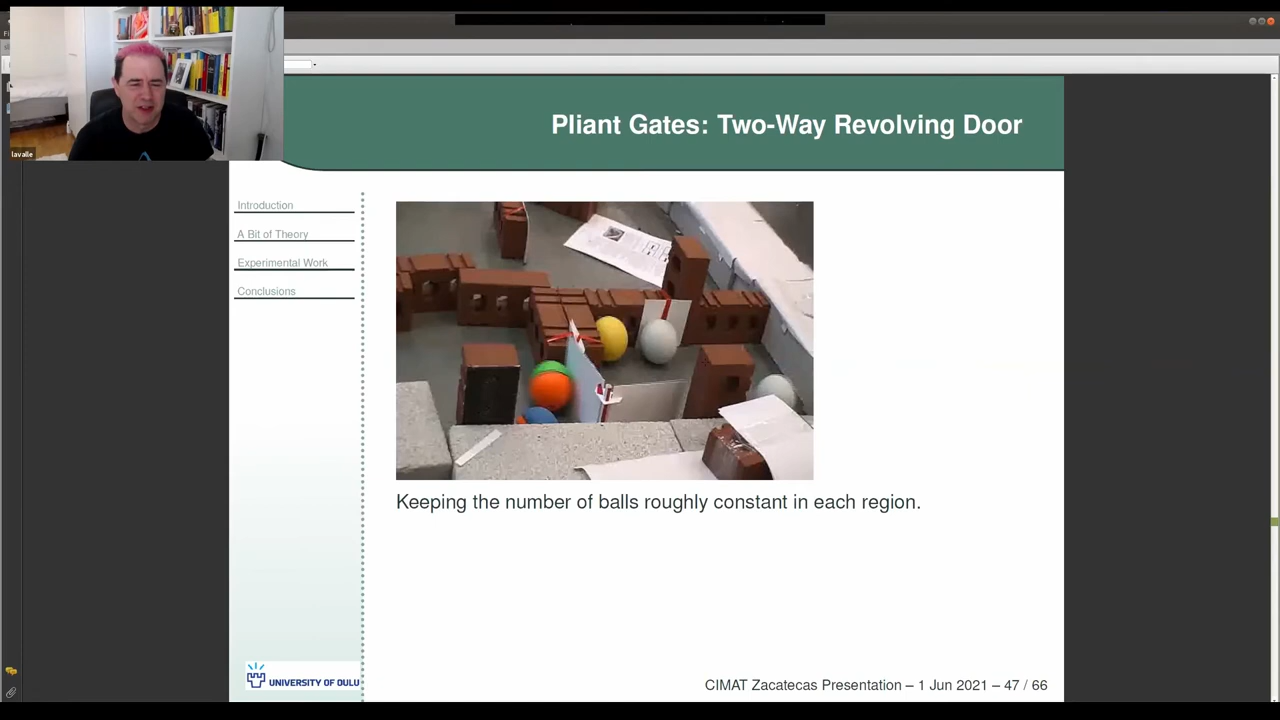 lavalle
Pliant Gates: Two-Way Revolving Door
Introduction
A Bit of Theory
Experimental Work
Conclusions
Keeping the number of balls roughly constant in each region.
UNIVERSITY OF OULU
CIMAT Zacatecas Presentation – 1 Jun 2021 – 47 / 66